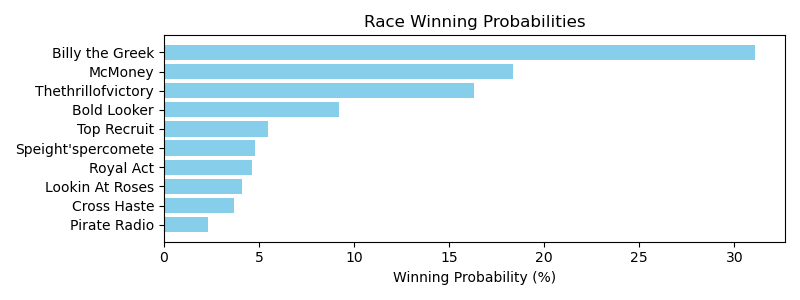 Race Winning Probabilities
Billy the Greek
McMoney
Thethrillofvictory
Bold Looker
Top Recruit
Speight'spercomete
Royal Act
Lookin At Roses
Cross Haste
Pirate Radio
0 5 10 15 20 25 30
Winning Probability (%)